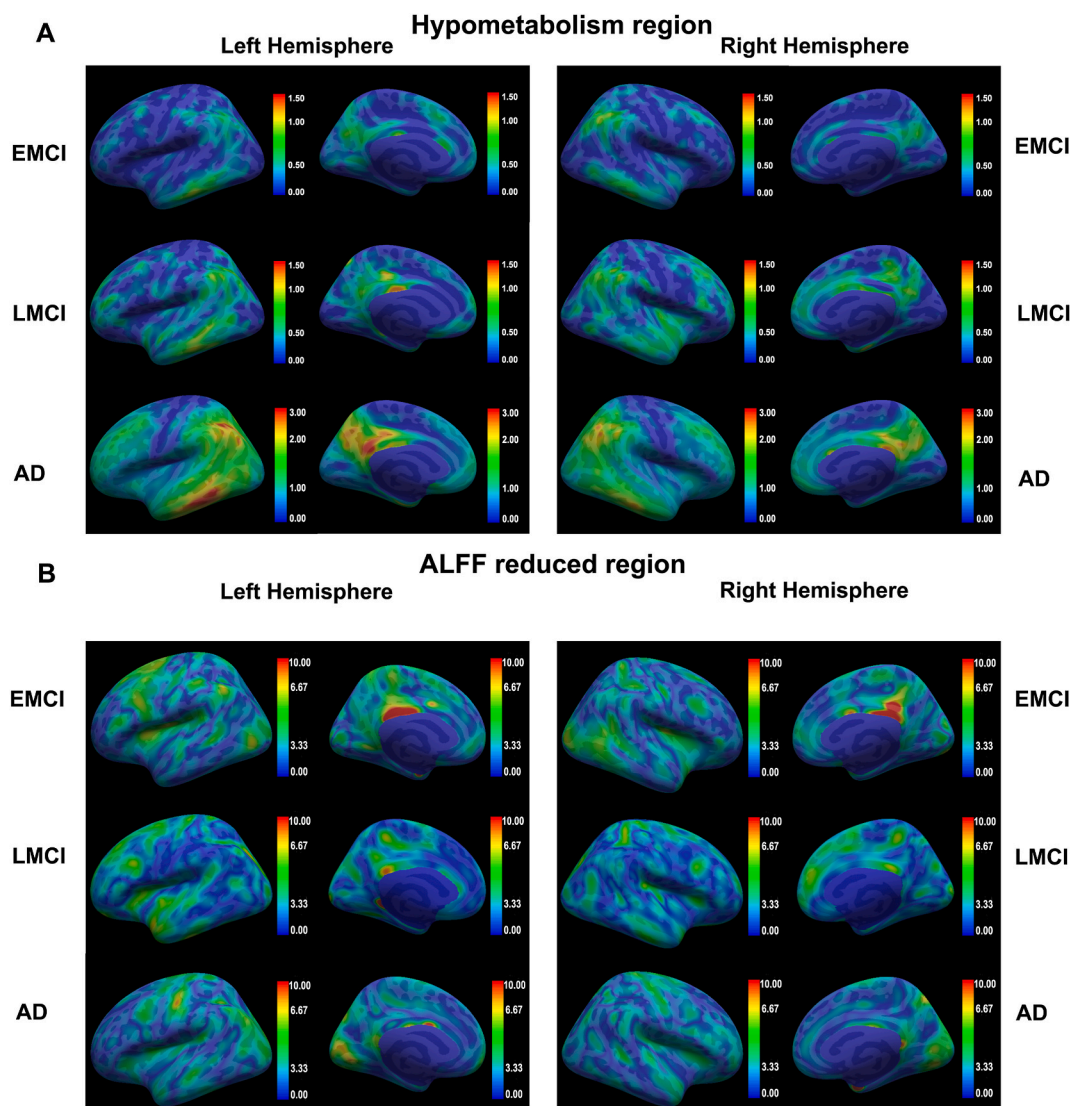 A
Hypometabolism region
Left Hemisphere Right Hemisphere
EMCI 1.50 1.00 0.50 0.00 1.50 1.00 0.50 0.00 1.50 1.00 0.50 0.00 1.50 1.00 0.50 0.00 EMCI
LMCI 1.50 1.00 0.50 0.00 1.50 1.00 0.50 0.00 1.50 1.00 0.50 0.00 1.50 1.00 0.50 0.00 LMCI
AD 3.00 2.00 1.00 0.00 3.00 2.00 1.00 0.00 3.00 2.00 1.00 0.00 3.00 2.00 1.00 0.00 AD
B
ALFF reduced region
Left Hemisphere Right Hemisphere
EMCI 10.00 6.67 3.33 0.00 10.00 6.67 3.33 0.00 10.00 6.67 3.33 0.00 10.00 6.67 3.33 0.00 EMCI
LMCI 10.00 6.67 3.33 0.00 10.00 6.67 3.33 0.00 10.00 6.67 3.33 0.00 10.00 6.67 3.33 0.00 LMCI
AD 10.00 6.67 3.33 0.00 10.00 6.67 3.33 0.00 10.00 6.67 3.33 0.00 10.00 6.67 3.33 0.00 AD